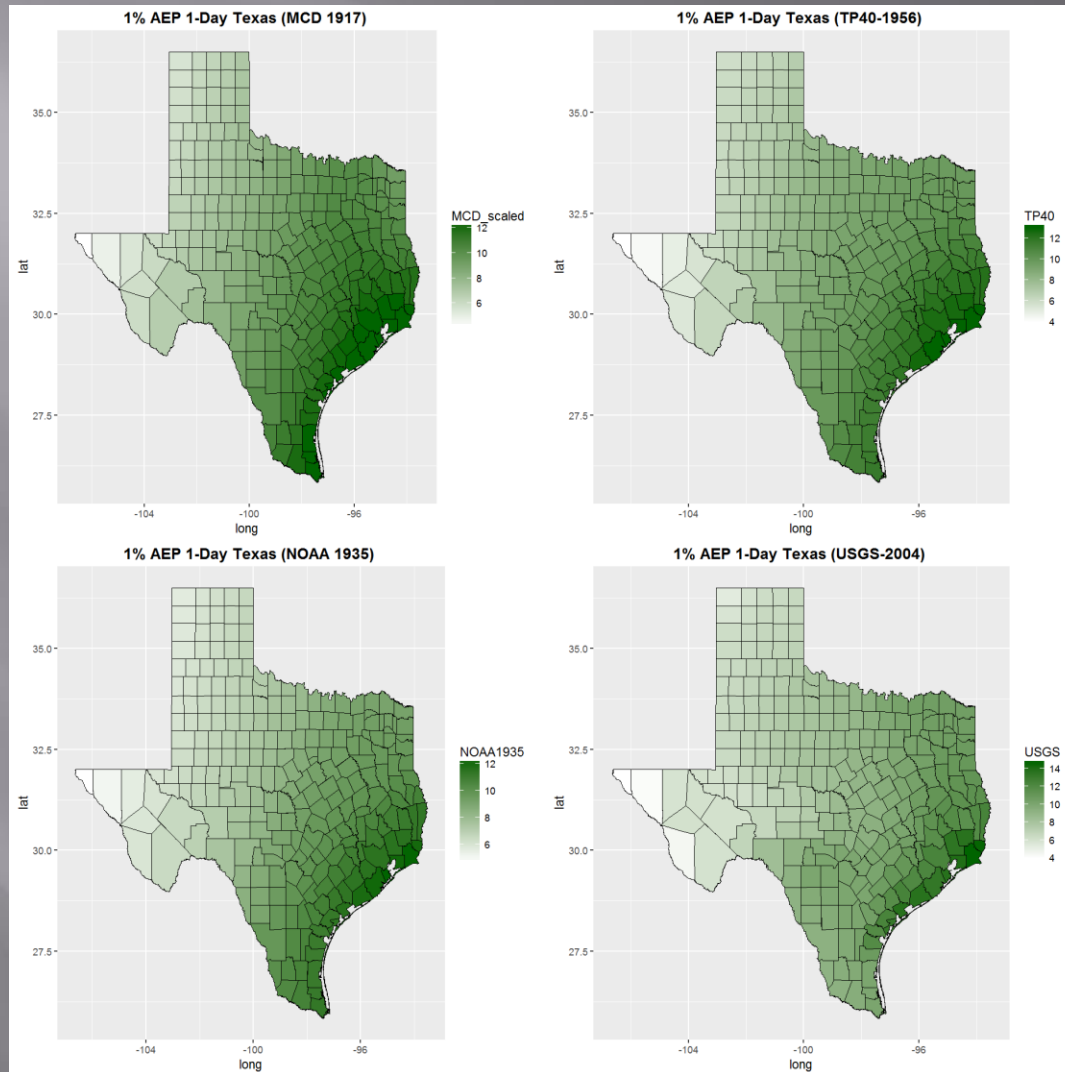 1% AEP 1-Day Texas (MCD 1917)
35.0
32.5
30.0
27.5
lat
-104
-100
-96
long
MCD_scaled
12
10
8
6
1% AEP 1-Day Texas (TP40-1956)
35.0
32.5
30.0
27.5
lat
-104
-100
-96
long
TP40
12
10
8
6
4
1% AEP 1-Day Texas (NOAA 1935)
35.0
32.5
30.0
27.5
lat
-104
-100
-96
long
NOAA1935
12
10
8
6
1% AEP 1-Day Texas (USGS-2004)
35.0
32.5
30.0
27.5
lat
-104
-100
-96
long
USGS
14
12
10
8
6
4